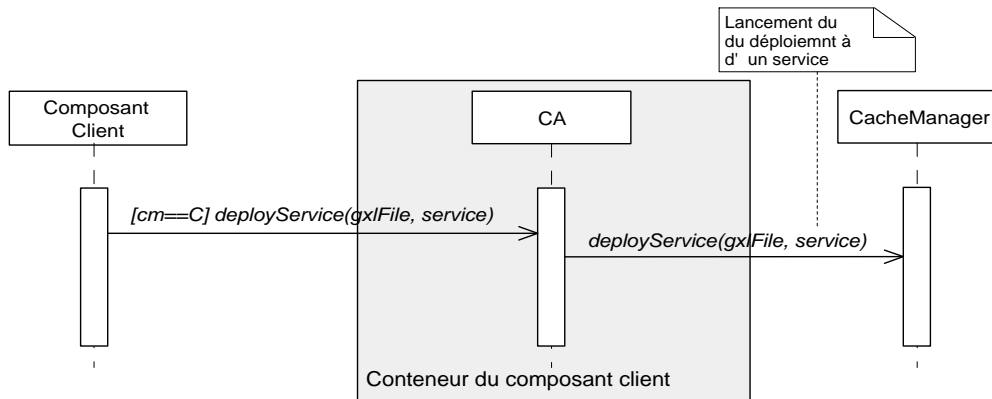 Lancement du
du déploiemnt à
d' un service
Composant
Client
CA
CacheManager
[cm==C] deployService(gxlFile, service)
deployService(gxlFile, service)
Conteneur du composant client